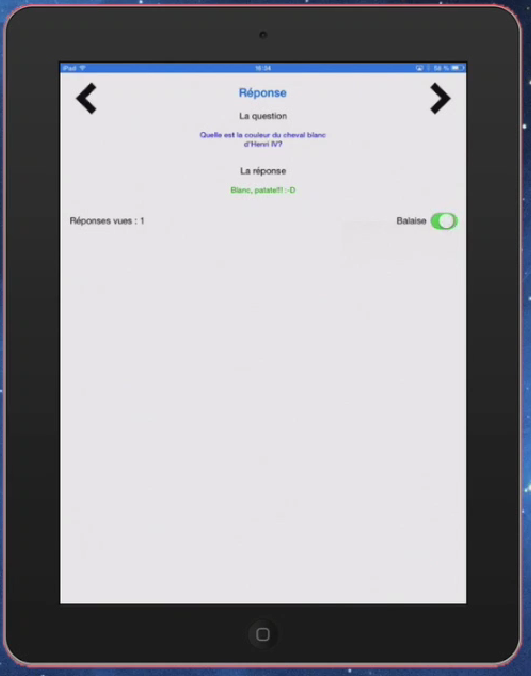 iPad 16:34 58 %
Réponse
La question
Quelle est la couleur du cheval blanc
d'Henri IV?
La réponse
Blanc, patate!!! :-D
Réponses vues : 1 Balaise